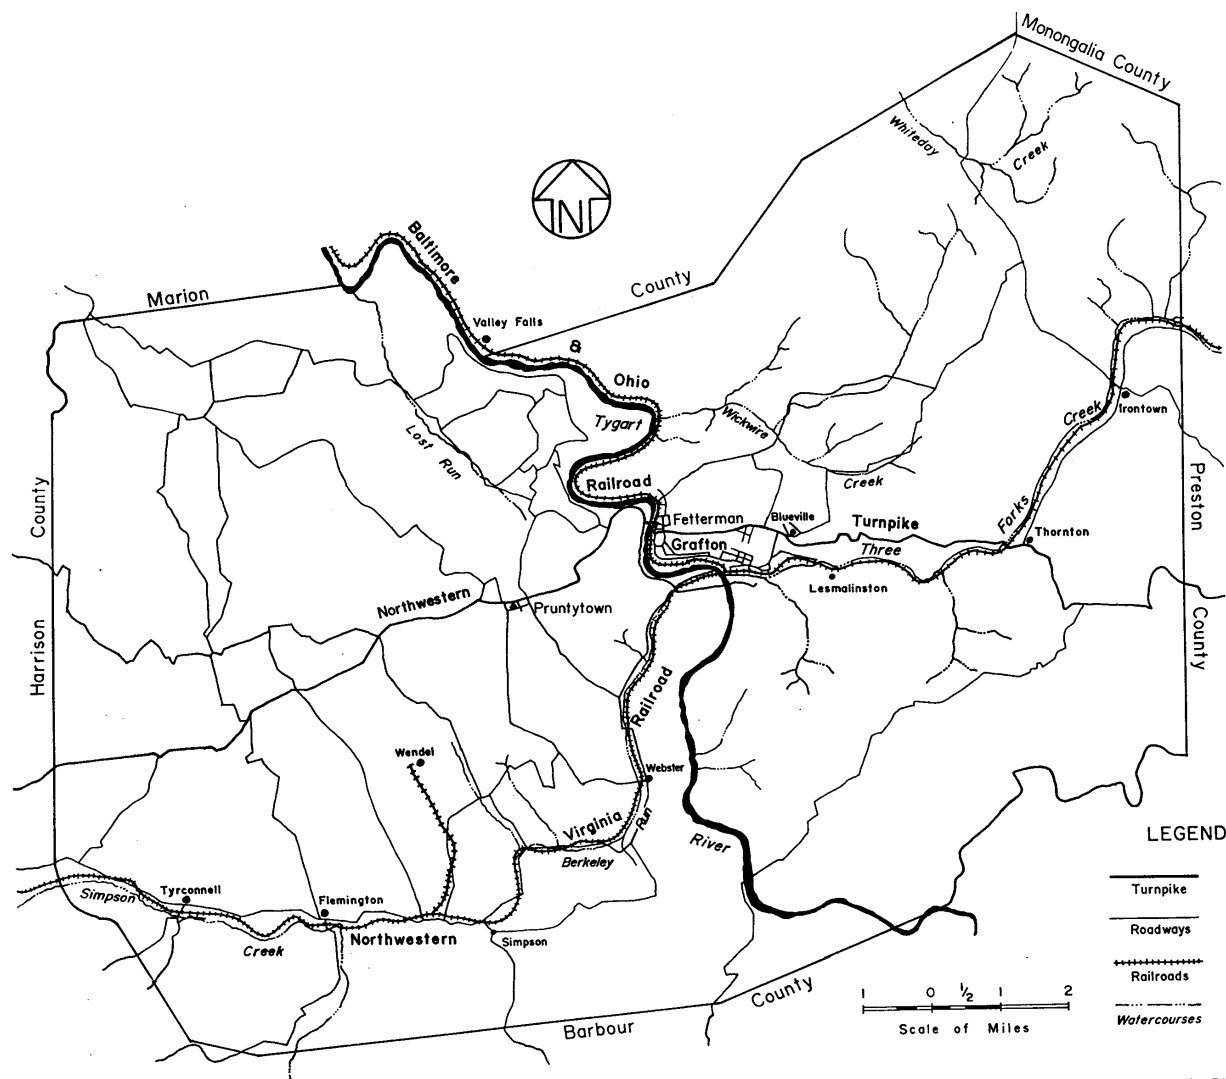 Monongalia County
Whiteday
Creek
N
Baltimore
Marion
County
Valley Falls
&
Ohio
Tygart
Wickwire
Creek
Irontown
Lost Run
Creek
Railroad
Preston
County
Fetterman
Blueville
Turnpike
Forks
Thornton
Grafton
Three
Lesmalinston
Northwestern
Pruntytown
County
Harrison
Railroad
Wendel
Webster
Virginia
Run
Berkeley
River
LEGEND
Turnpike
Roadways
Railroads
Watercourses
Simpson
Tyrconnell
Flemington
Northwestern
Simpson
Creek
County
Barbour
1 0 ½ 1 2
Scale of Miles